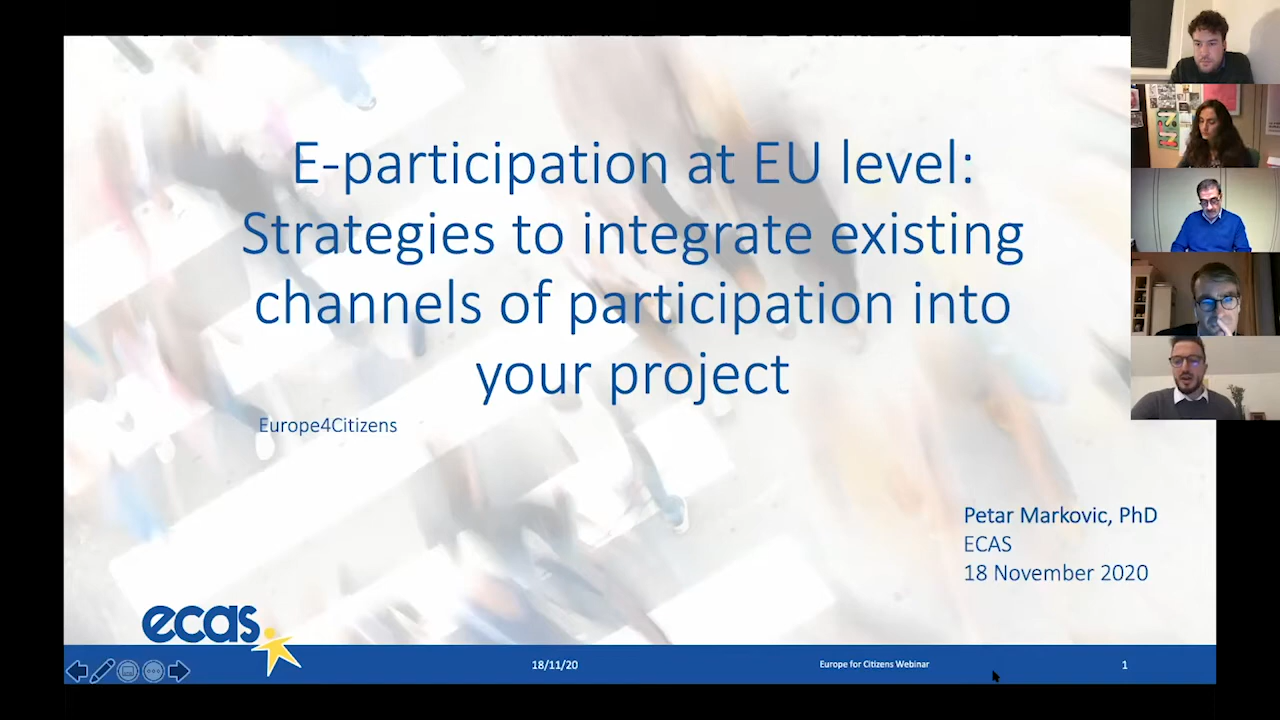 E-participation at EU level:
Strategies to integrate existing
channels of participation into
your project
Europe4Citizens
Petar Markovic, PhD
ECAS
18 November 2020
ecas
18/11/20
Europe for Citizens Webinar
1